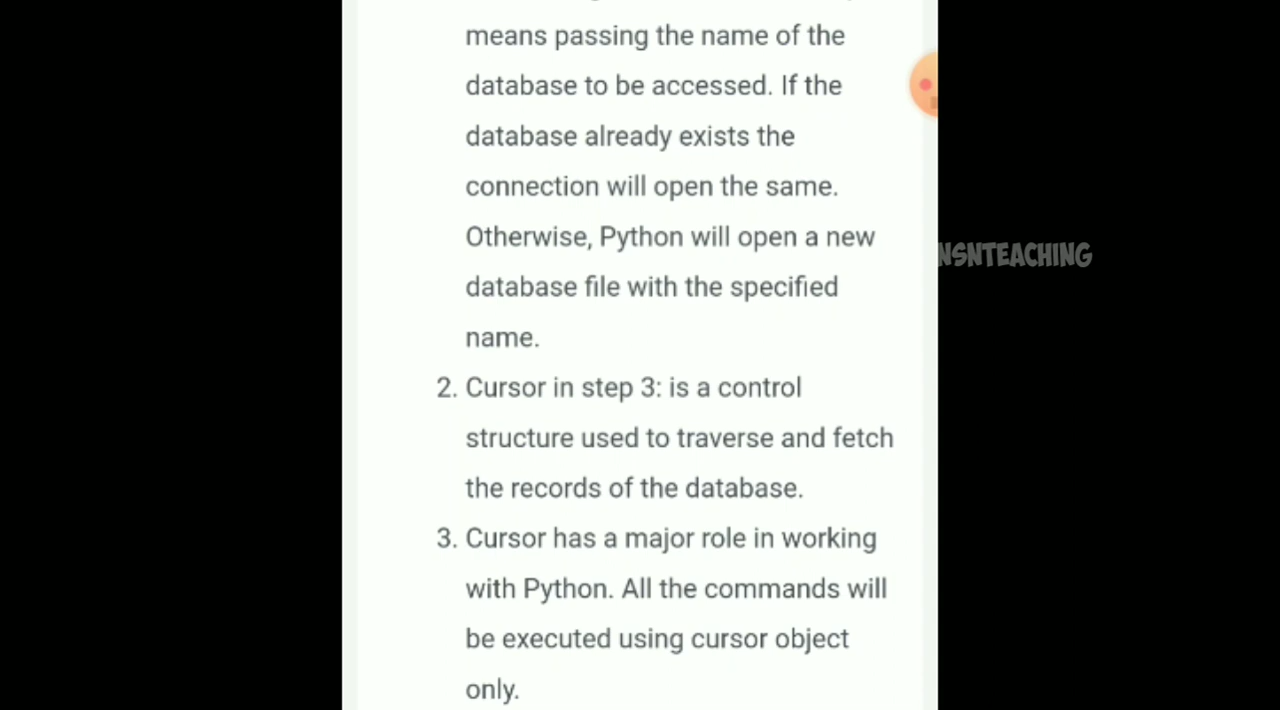 means passing the name of the
database to be accessed. If the
database already exists the
connection will open the same.
Otherwise, Python will open a new
NSNTEACHING
database file with the specified
name.
2. Cursor in step 3: is a control
structure used to traverse and fetch
the records of the database.
3. Cursor has a major role in working
with Python. All the commands will
be executed using cursor object
only.